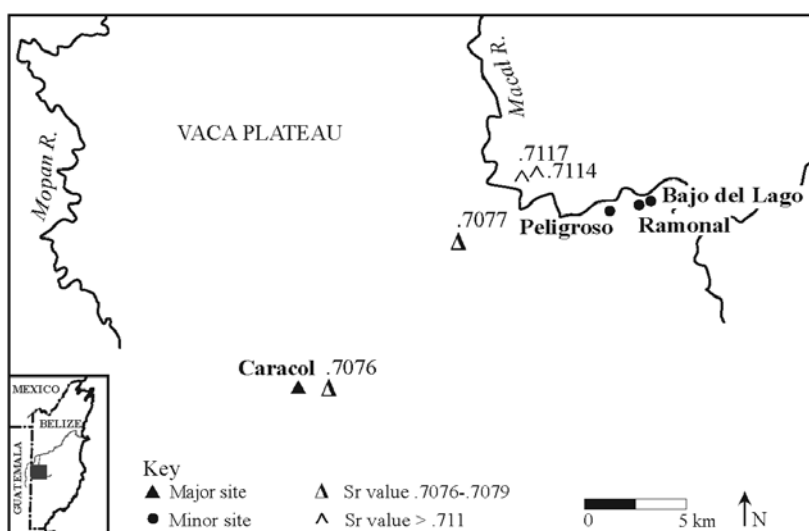 Mopan R.
VACA PLATEAU
Macal R.
.7117
.7114
Bajo del Lago
Peligroso
Ramonal
.7077
Caracol
.7076
MEXICO
BELIZE
GUATEMALA
Key
Major site
Sr value .7076-.7079
Minor site
Sr value > .711
0 5 km
N